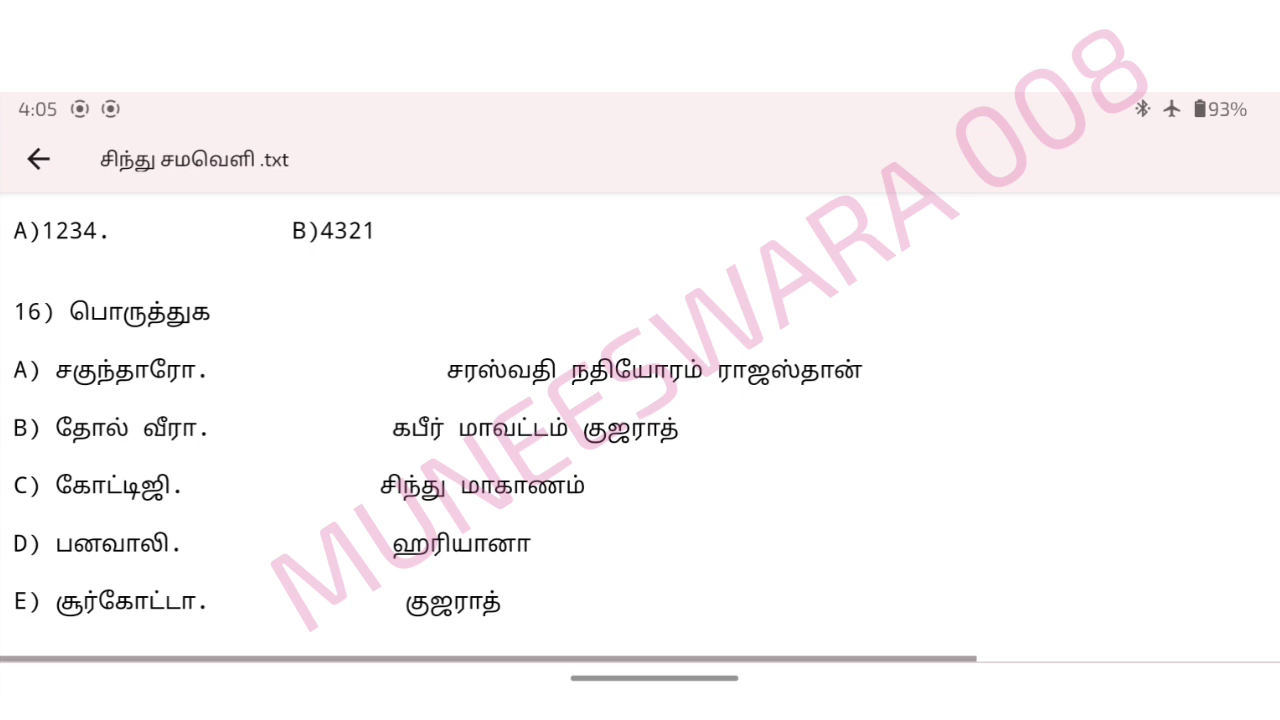 4:05 93%
சிந்து சமவெளி .txt
A)1234. B)4321
16) பொருத்துக
A) சகுந்தாரோ. சரஸ்வதி நதியோரம் ராஜஸ்தான்
B) தோல் வீரா. கபீர் மாவட்டம் குஜராத்
C) கோட்டிஜி. சிந்து மாகாணம்
D) பனவாலி. ஹரியானா
E) சூர்கோட்டா. குஜராத்
MUNEESWARA 008